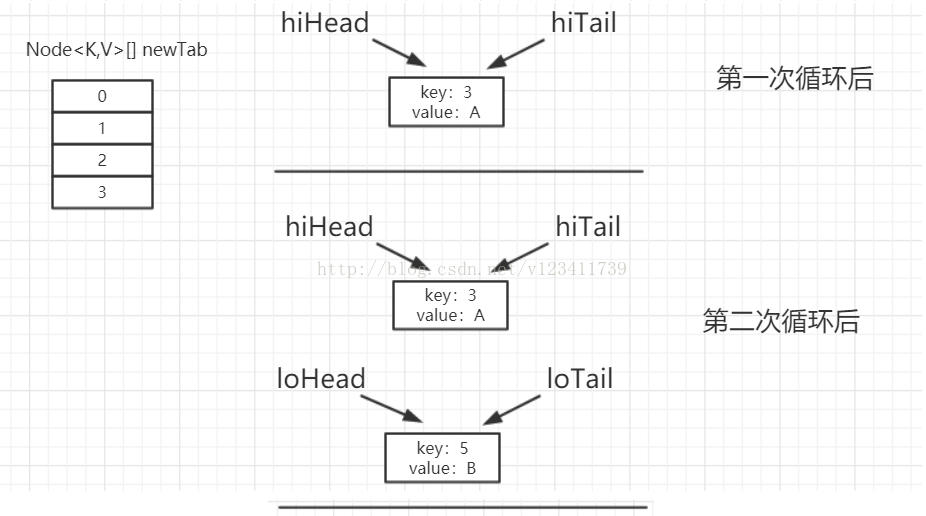 hiHead
hiTail
Node<K,V>[] newTab
第一次循环后
key: 3
value: A
0
1
2
3
hiHead
hiTail
http://blog.csdn.net/v123411739
key: 3
value: A
第二次循环后
loHead
loTail
key: 5
value: B